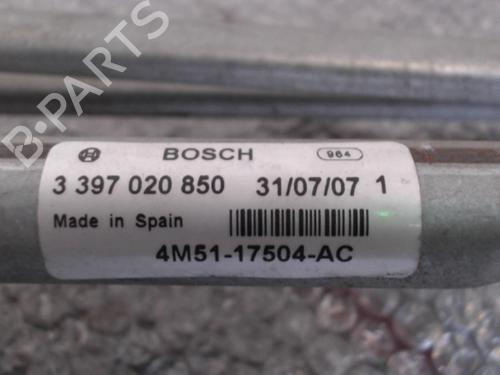 B-PARTS
BOSCH 964
3 397 020 850 31/07/07 1
Made in Spain
4M51-17504-AC